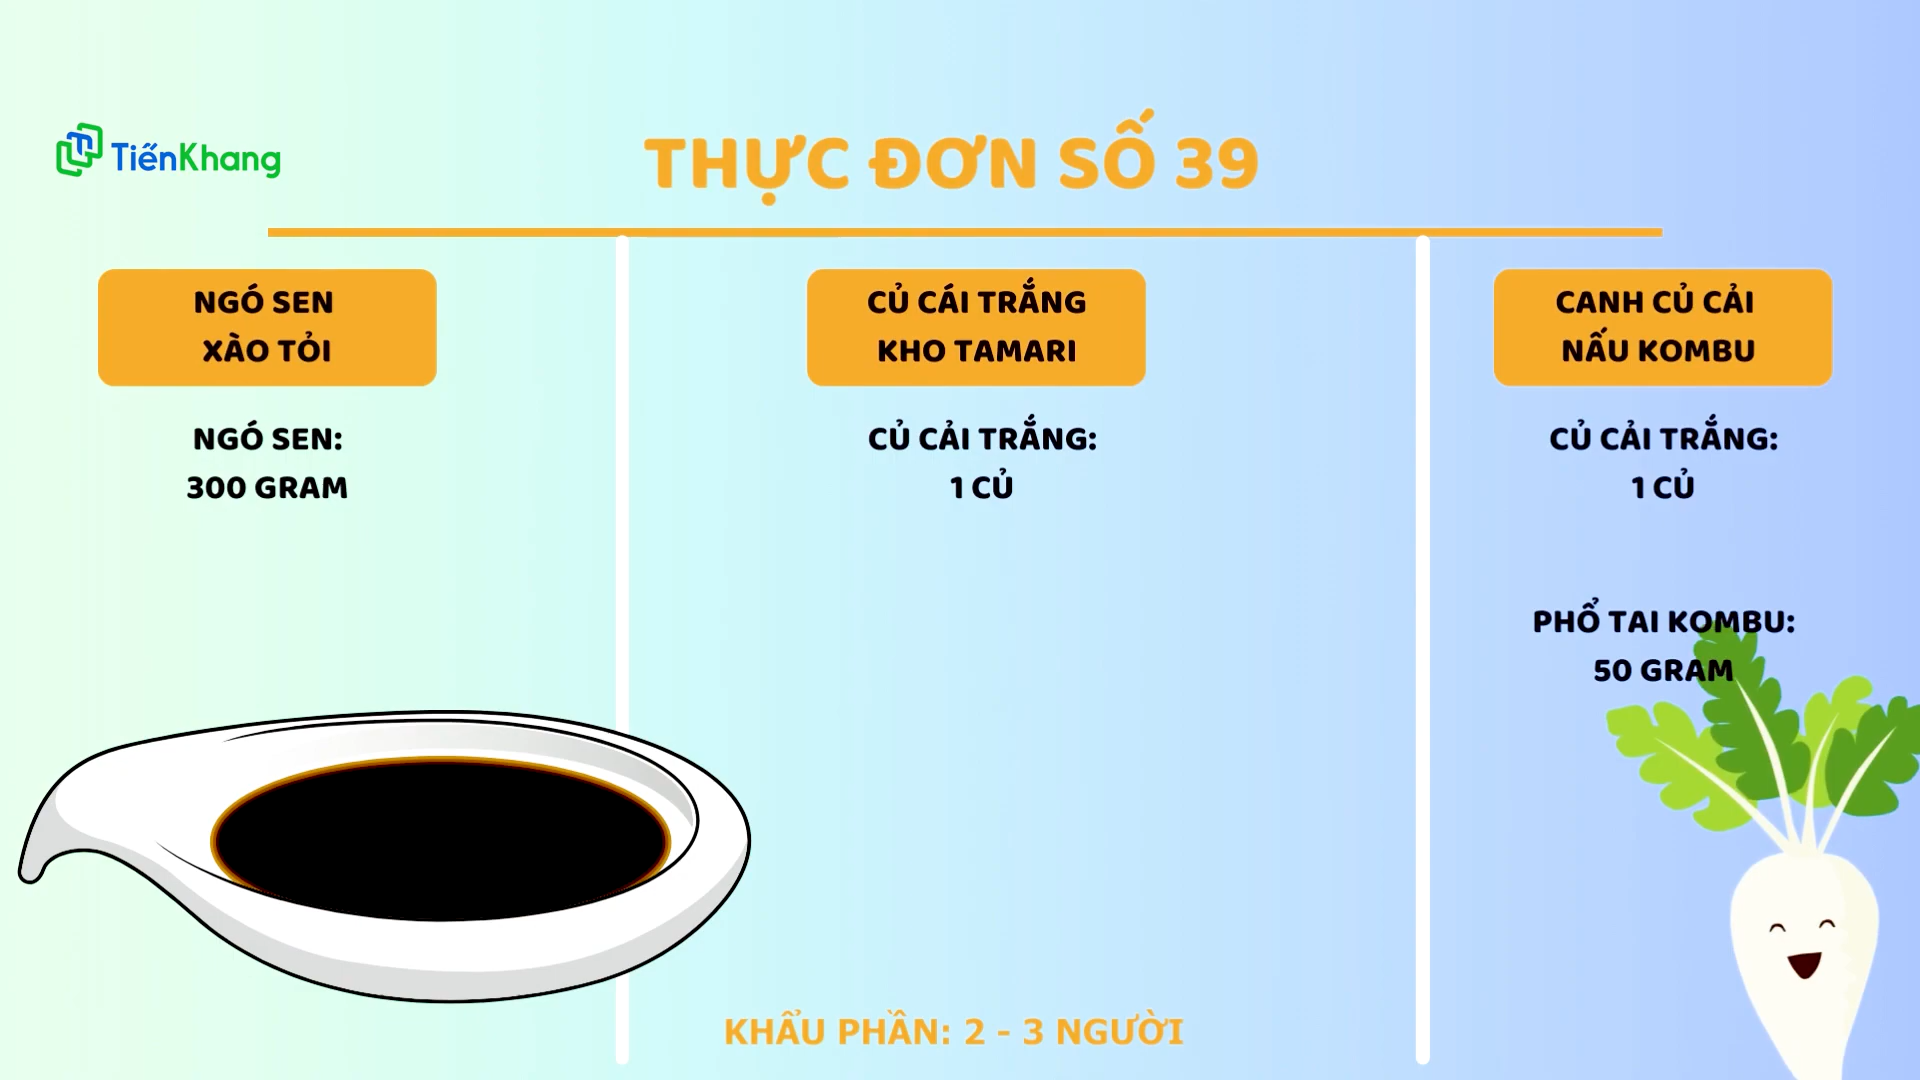 TiếnKhang
THỰC ĐƠN SỐ 39
NGÓ SEN
XÀO TỎI
NGÓ SEN:
300 GRAM
CỦ CÁI TRẮNG
KHO TAMARI
CỦ CẢI TRẮNG:
1 CỦ
CANH CỦ CẢI
NẤU KOMBU
CỦ CẢI TRẮNG:
1 CỦ
PHỔ TAI KOMBU:
50 GRAM
KHẨU PHẦN: 2 - 3 NGƯỜI